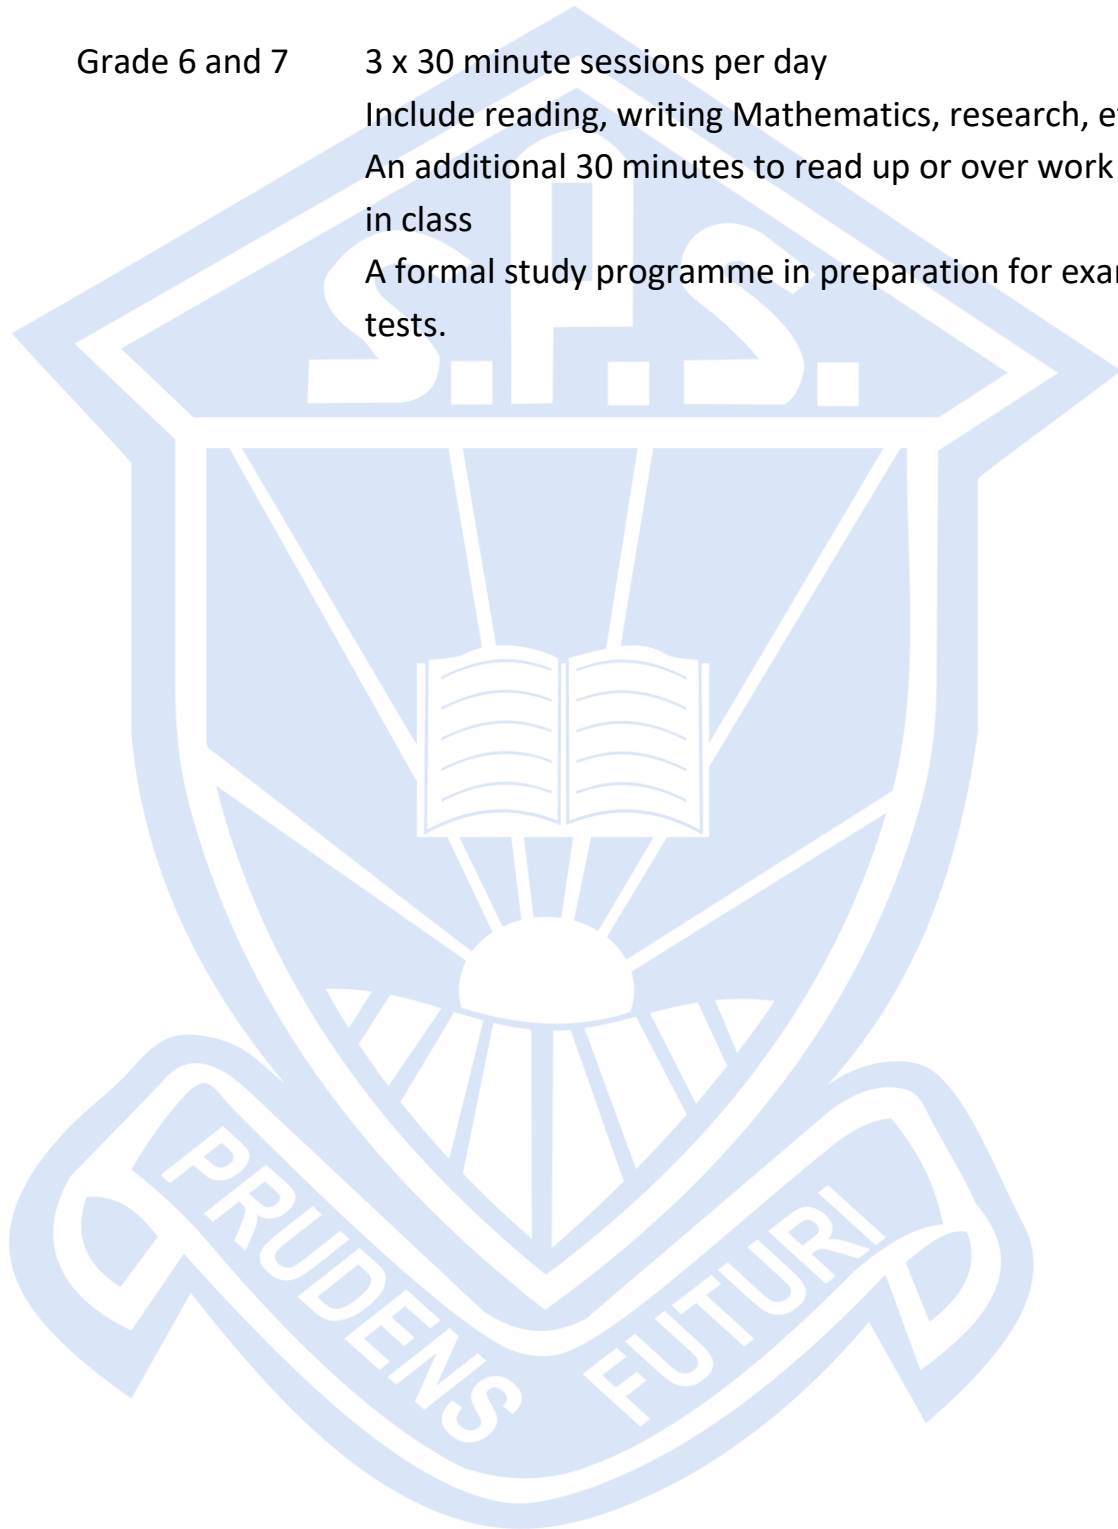 Grade 6 and 7 3 x 30 minute sessions per day
Include reading, writing Mathematics, research,
An additional 30 minutes to read up or over work
in class
A formal study programme in preparation for
tests.
S.P.S.
PRUDENS FUTURI